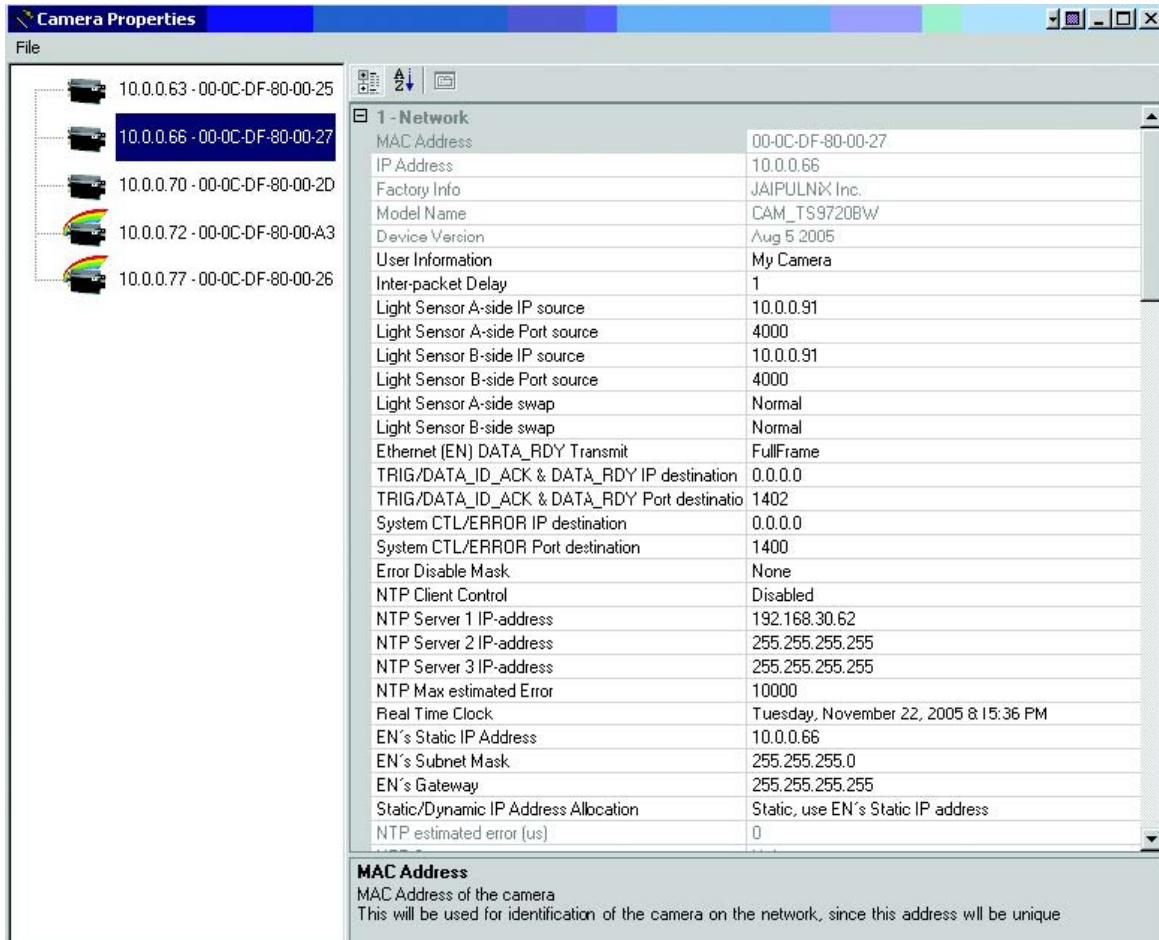 Camera Properties
File
10.0.0.63 - 00-0C-DF-80-00-25
10.0.0.66 - 00-0C-DF-80-00-27
10.0.0.70 - 00-0C-DF-80-00-2D
10.0.0.72 - 00-0C-DF-80-00-A3
10.0.0.77 - 00-0C-DF-80-00-26
1 - Network
MAC Address 00-0C-DF-80-00-27
IP Address 10.0.0.66
Factory Info JAIPULNiX Inc.
Model Name CAM_TS9720BW
Device Version Aug 5 2005
User Information My Camera
Inter-packet Delay 1
Light Sensor A-side IP source 10.0.0.91
Light Sensor A-side Port source 4000
Light Sensor B-side IP source 10.0.0.91
Light Sensor B-side Port source 4000
Light Sensor A-side swap Normal
Light Sensor B-side swap Normal
Ethernet (EN) DATA_RDY Transmit FullFrame
TRIG/DATA_ID_ACK & DATA_RDY IP destination 0.0.0.0
TRIG/DATA_ID_ACK & DATA_RDY Port destinatio 1402
System CTL/ERROR IP destination 0.0.0.0
System CTL/ERROR Port destination 1400
Error Disable Mask None
NTP Client Control Disabled
NTP Server 1 IP-address 192.168.30.62
NTP Server 2 IP-address 255.255.255.255
NTP Server 3 IP-address 255.255.255.255
NTP Max estimated Error 10000
Real Time Clock Tuesday, November 22, 2005 8:15:36 PM
EN´s Static IP Address 10.0.0.66
EN´s Subnet Mask 255.255.255.0
EN´s Gateway 255.255.255.255
Static/Dynamic IP Address Allocation Static, use EN´s Static IP address
NTP estimated error (us) 0
MAC Address
MAC Address of the camera
This will be used for identification of the camera on the network, since this address wll be unique